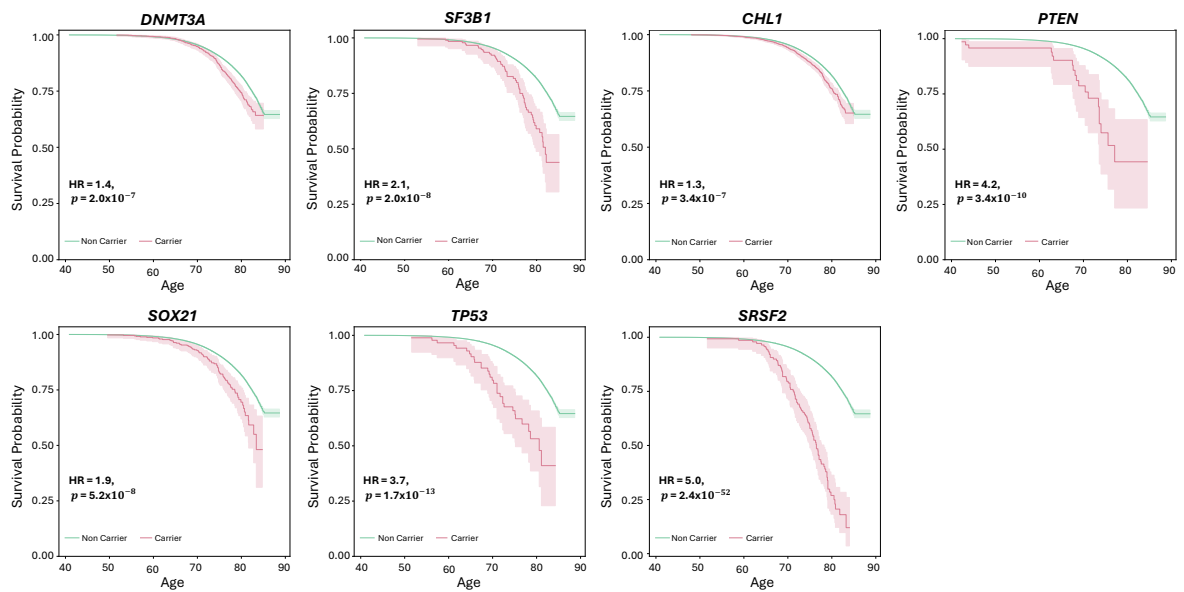 DNMT3A
Survival Probability
1.00
0.75
0.50
0.25
0.00
HR = 1.4,
p = 2.0x10⁻⁷
Non Carrier Carrier
40 50 60 70 80 90
Age
SF3B1
Survival Probability
1.00
0.75
0.50
0.25
0.00
HR = 2.1,
p = 2.0x10⁻⁸
Non Carrier Carrier
40 50 60 70 80 90
Age
CHL1
Survival Probability
1.00
0.75
0.50
0.25
0.00
HR = 1.3,
p = 3.4x10⁻⁷
Non Carrier Carrier
40 50 60 70 80 90
Age
PTEN
Survival Probability
1.00
0.75
0.50
0.25
0.00
HR = 4.2,
p = 3.4x10⁻¹⁰
Non Carrier Carrier
40 50 60 70 80 90
Age
SOX21
Survival Probability
1.00
0.75
0.50
0.25
0.00
HR = 1.9,
p = 5.2x10⁻⁸
Non Carrier Carrier
40 50 60 70 80 90
Age
TP53
Survival Probability
1.00
0.75
0.50
0.25
0.00
HR = 3.7,
p = 1.7x10⁻¹³
Non Carrier Carrier
40 50 60 70 80 90
Age
SRSF2
Survival Probability
1.00
0.75
0.50
0.25
0.00
HR = 5.0,
p = 2.4x10⁻⁵²
Non Carrier Carrier
40 50 60 70 80 90
Age